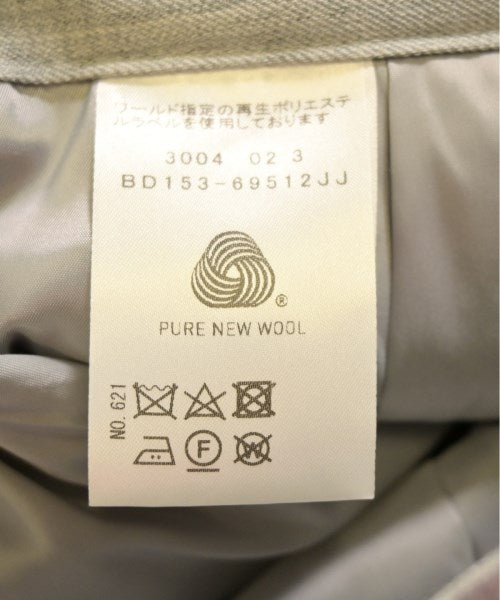 ワールド指定の再生ポリエステ
ルラベルを使用しております
3004 02 3
BD153-69512JJ
®
PURE NEW WOOL
NO. 621
F
W